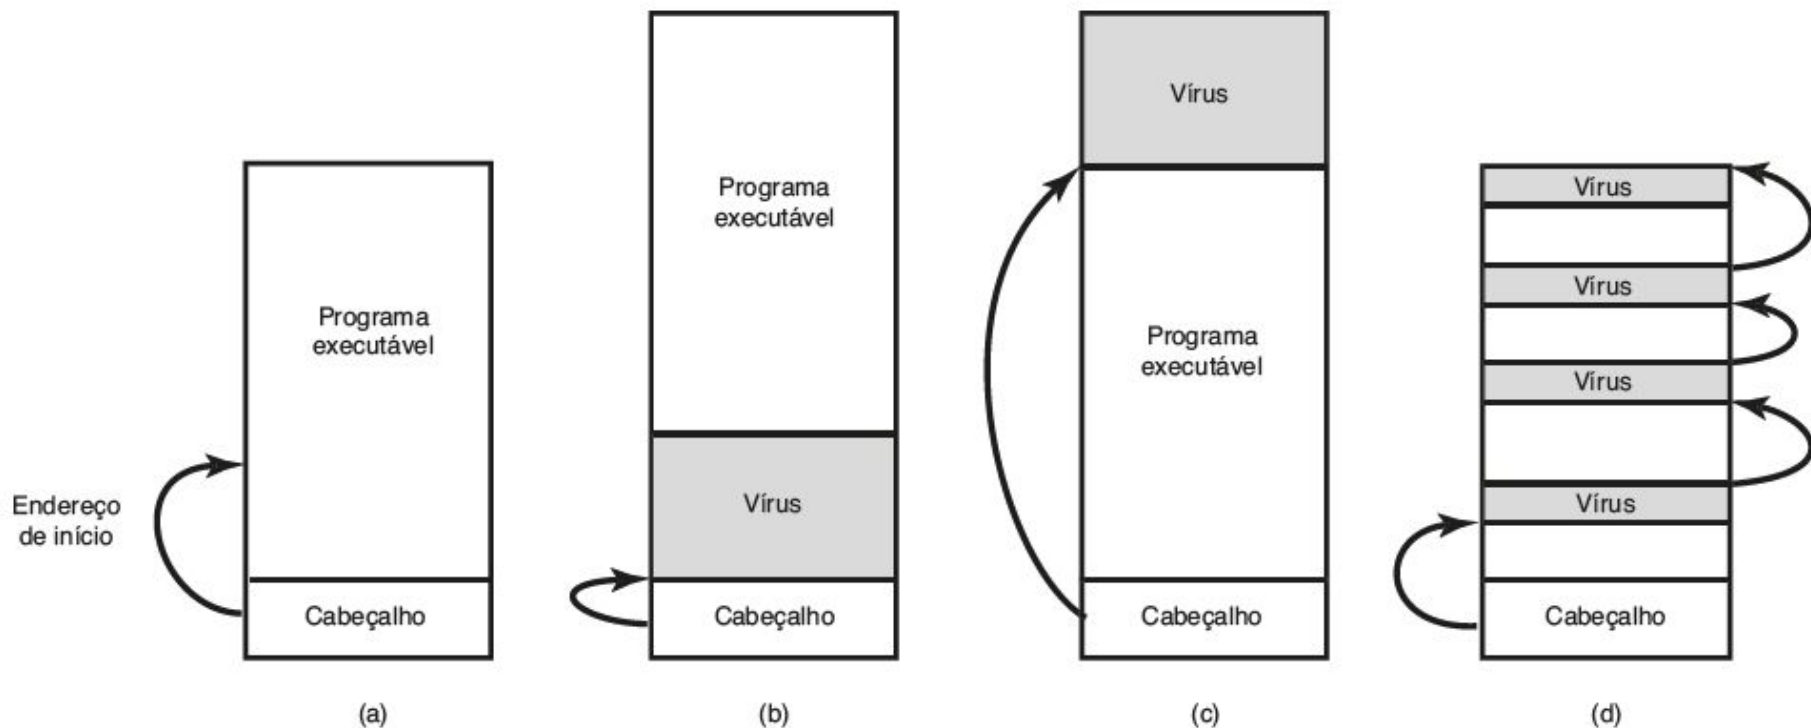 Endereço
de início
Programa
executável
Cabeçalho
(a)
Programa
executável
Vírus
Cabeçalho
(b)
Vírus
Programa
executável
Cabeçalho
(c)
Vírus
Vírus
Vírus
Vírus
Cabeçalho
(d)